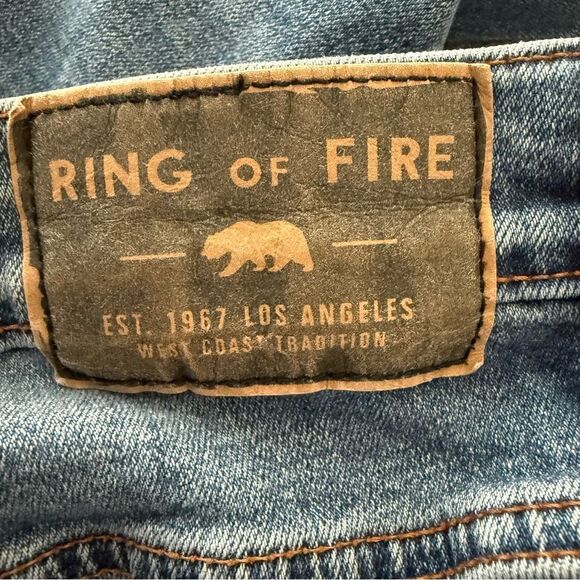 RING OF FIRE
EST. 1967 LOS ANGELES
WEST COAST TRADITION